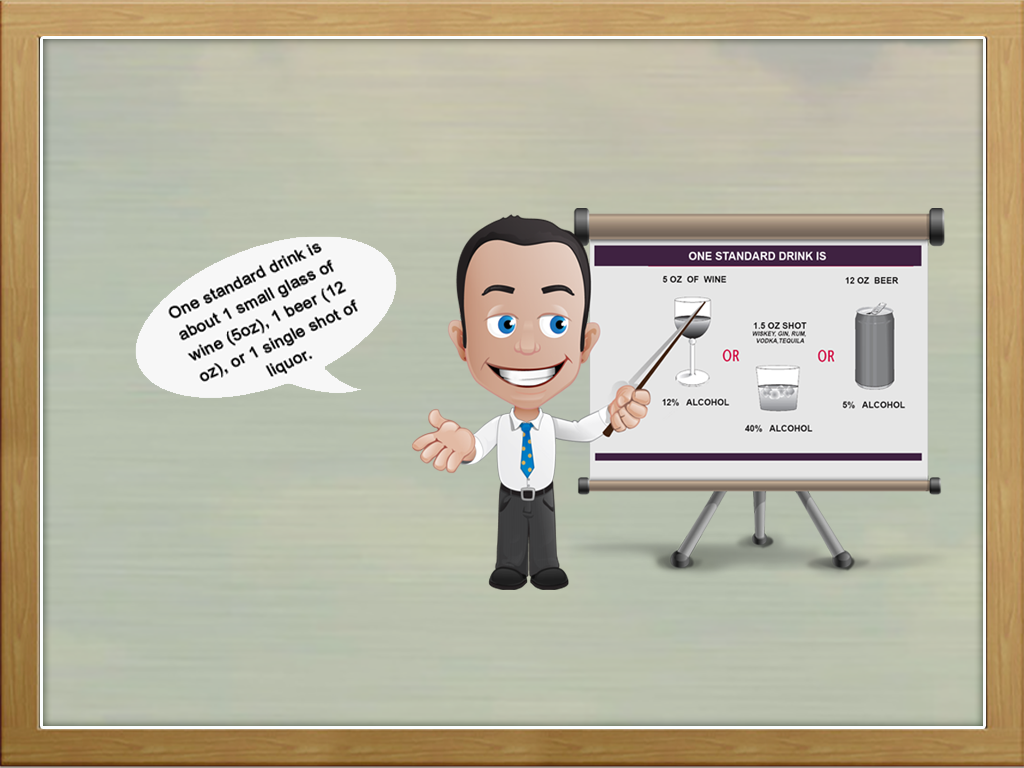 One standard drink is
about 1 small glass of
wine (5oz), 1 beer (12
oz), or 1 single shot of
liquor.
ONE STANDARD DRINK IS
5 OZ OF WINE
12 OZ BEER
1.5 OZ SHOT
WISKEY, GIN, RUM,
VODKA,TEQUILA
OR
OR
12% ALCOHOL
5% ALCOHOL
40% ALCOHOL